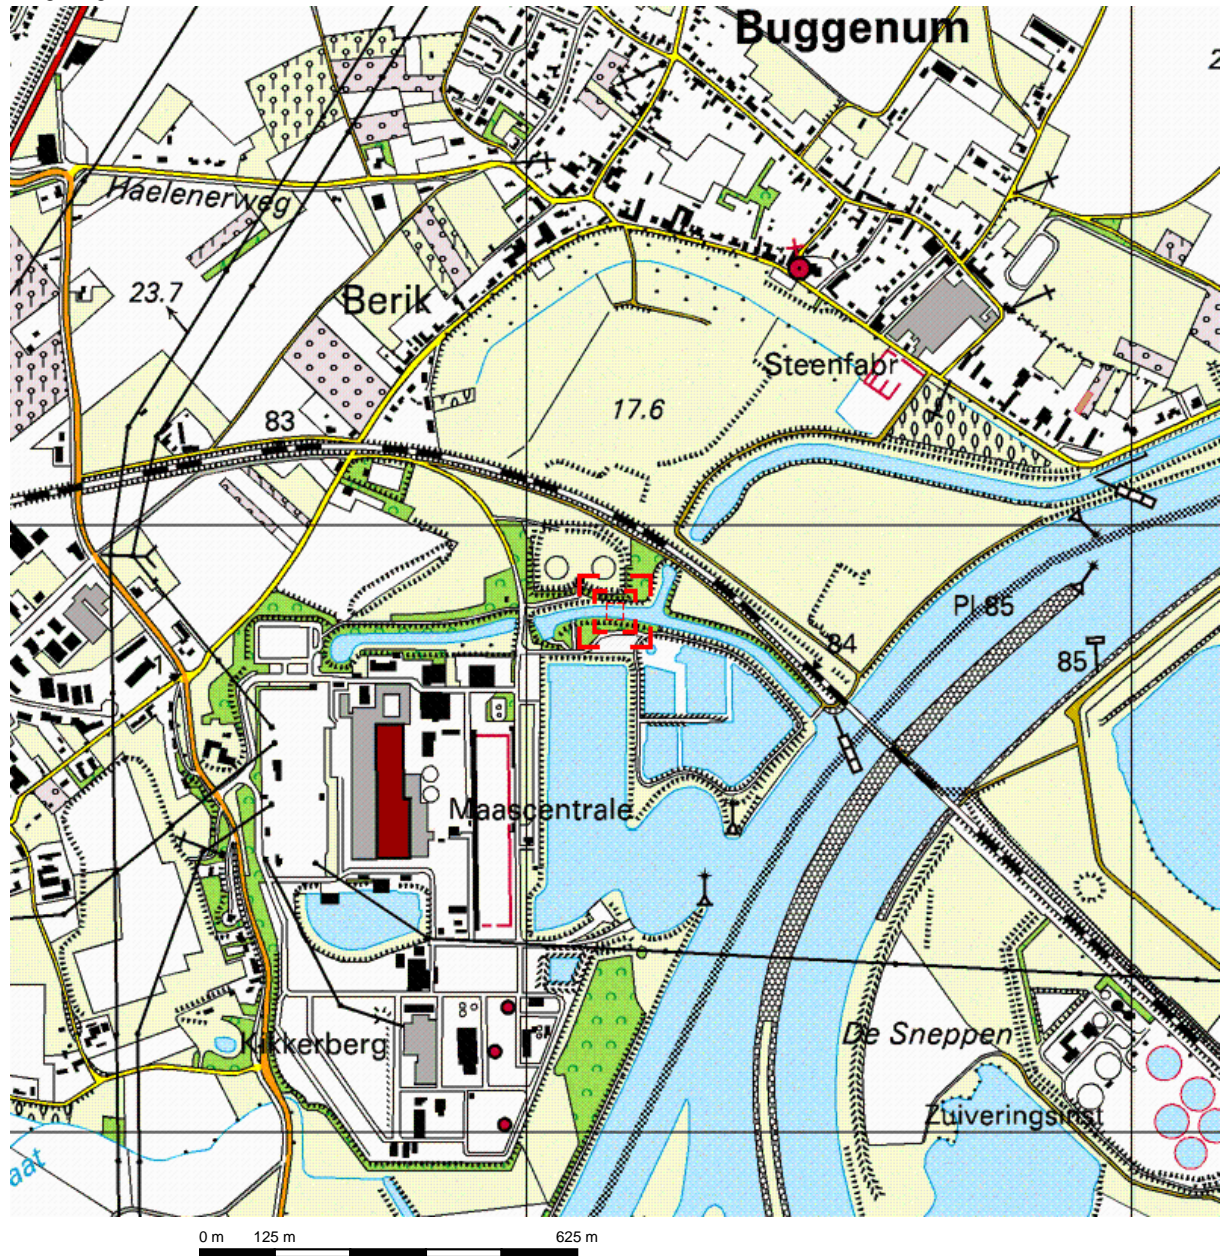 Buggenum
2
Haelenerweg
23.7
Berik
Steenfabr
17.6
83
Pl 85
84
85
Maascentrale
De Sneppen
Kikkerberg
Zuiveringsinst
aat
0 m 125 m 625 m